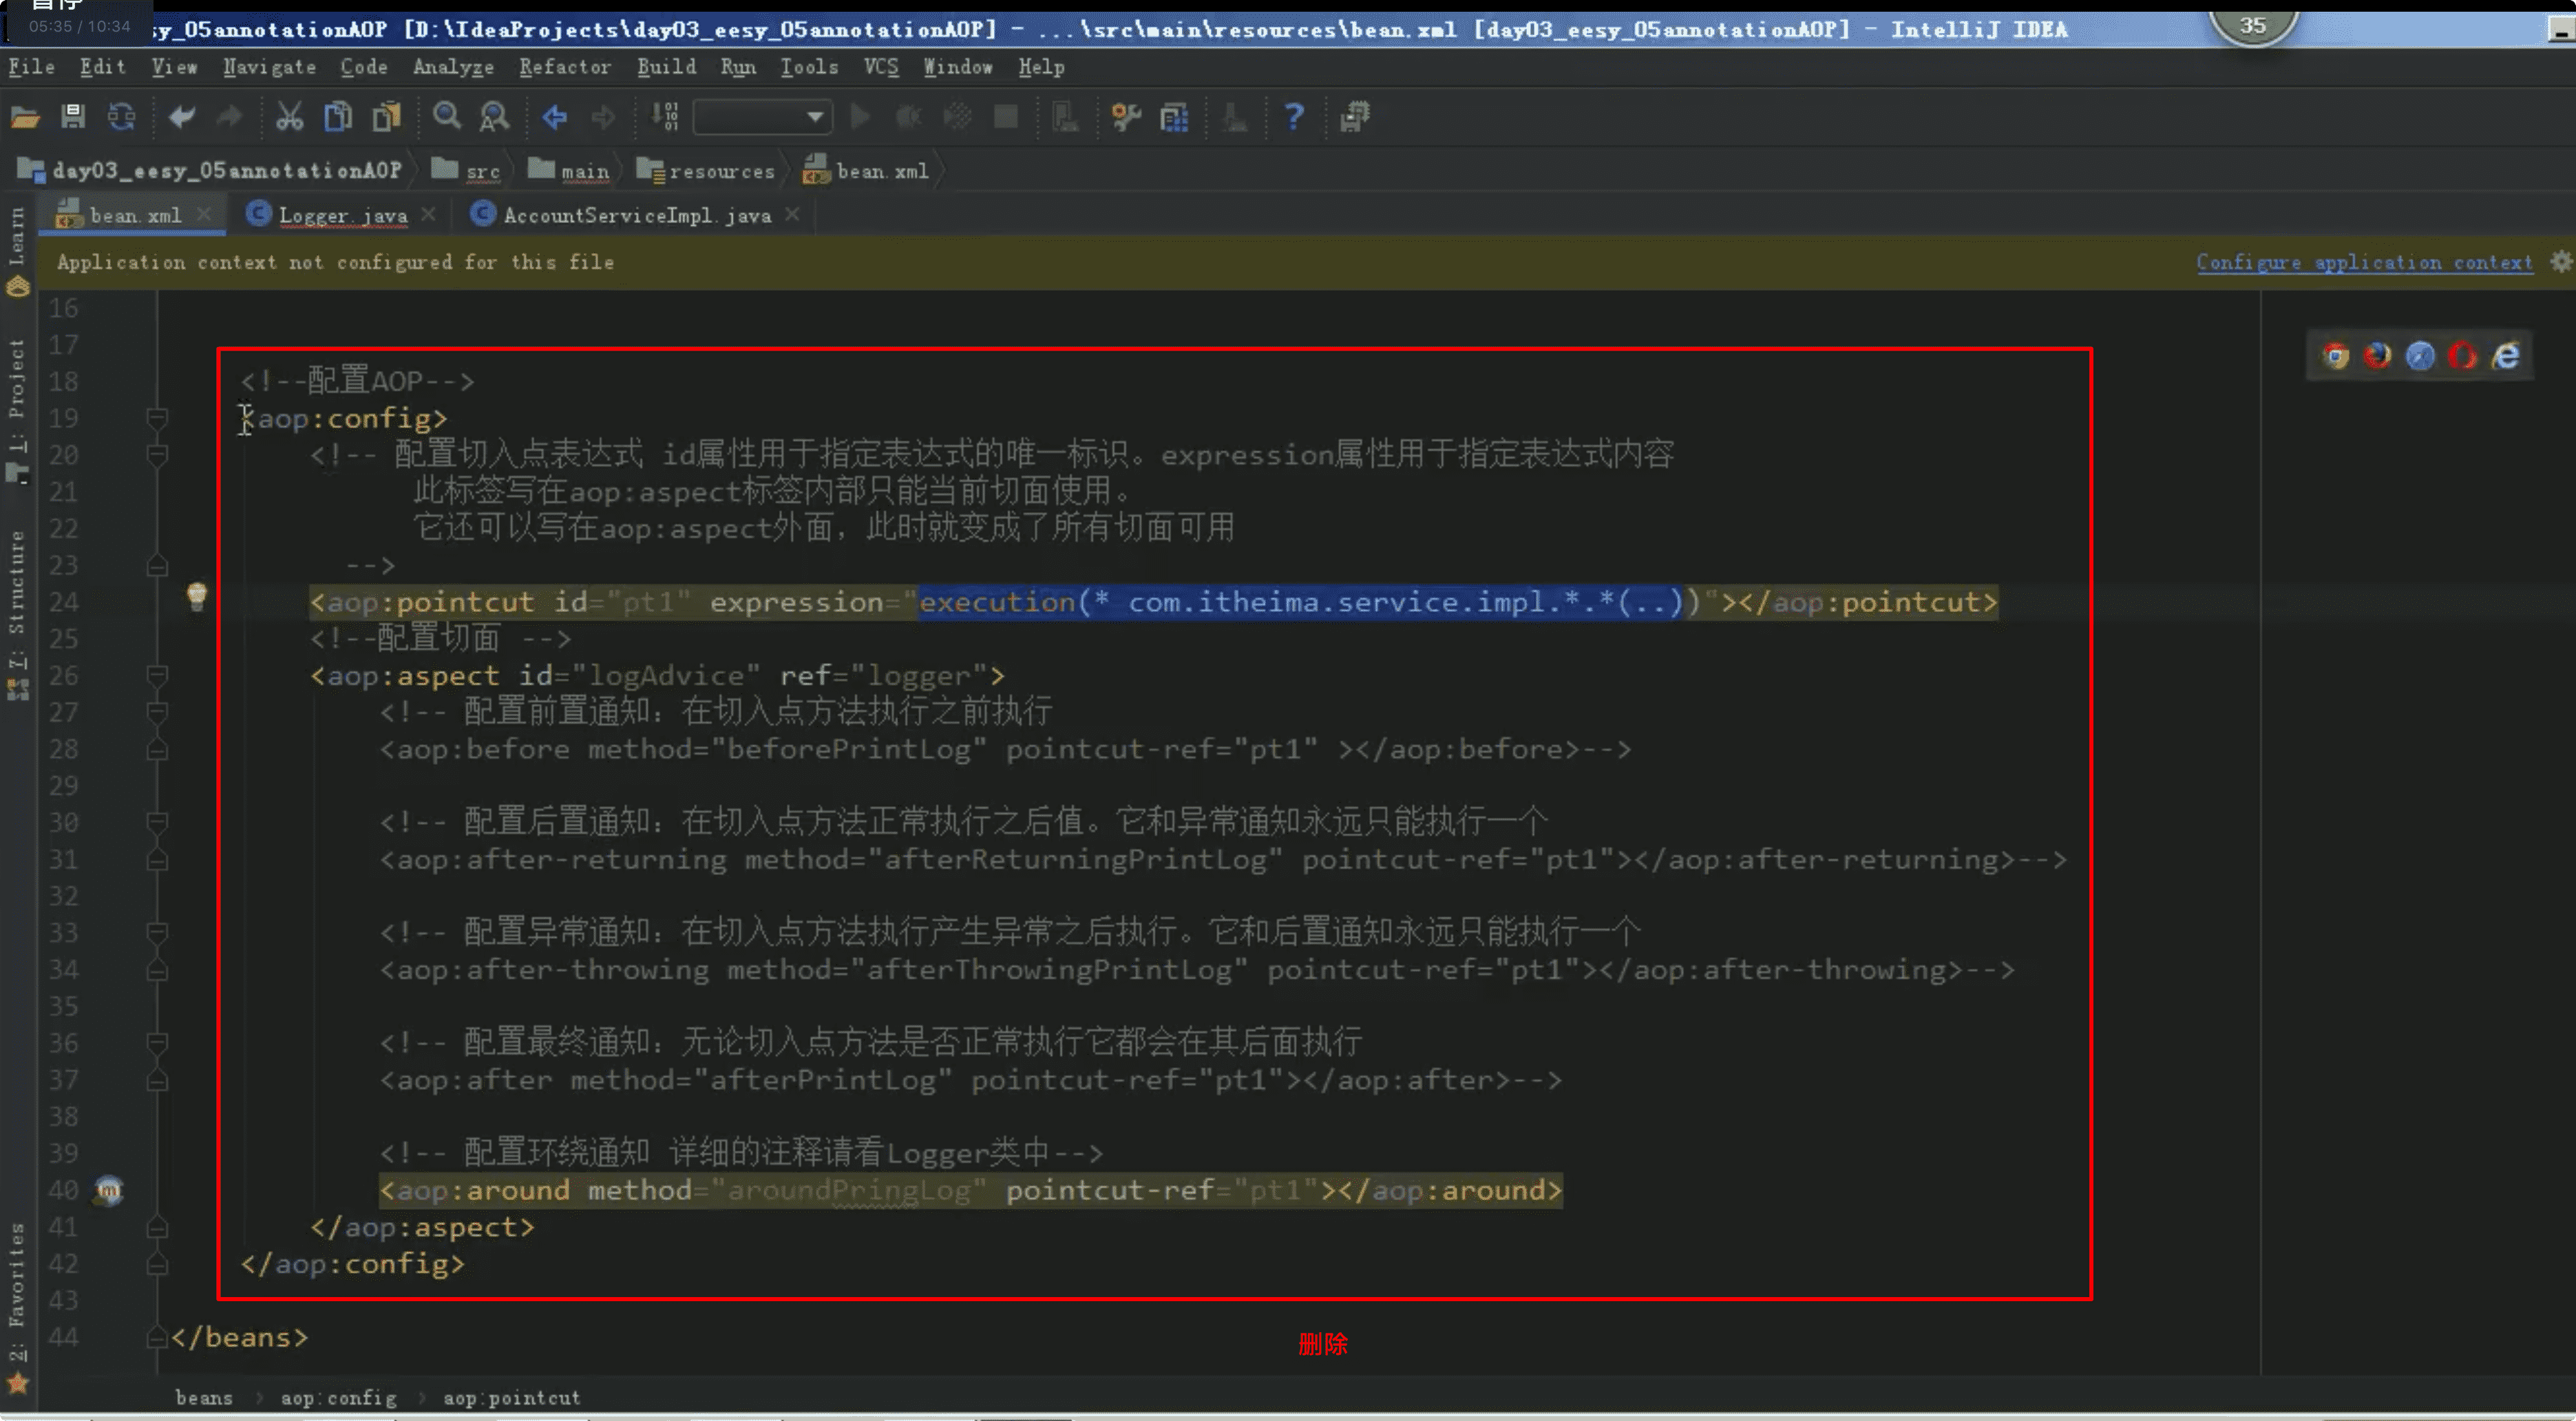 暂停
05:35 / 10:34
sy_05annotationAOP [D:\IdeaProjects\day03_eesy_05annotationAOP] - ...\src\main\resources\bean.xml [day03_eesy_05annotationAOP] - IntelliJ IDEA
35
File Edit View Navigate Code Analyze Refactor Build Run Tools VCS Window Help
day03_eesy_05annotationAOP src main resources bean.xml
bean.xml Logger.java AccountServiceImpl.java
Application context not configured for this file
Configure application context
Learn
1: Project
7: Structure
2: Favorites
16
17
18 <!--配置AOP-->
19 <aop:config>
20 <!-- 配置切入点表达式 id属性用于指定表达式的唯一标识。expression属性用于指定表达式内容
21 此标签写在aop:aspect标签内部只能当前切面使用。
22 它还可以写在aop:aspect外面，此时就变成了所有切面可用
23 -->
24 <aop:pointcut id="pt1" expression="execution(* com.itheima.service.impl.*.*(..))"></aop:pointcut>
25 <!--配置切面 -->
26 <aop:aspect id="logAdvice" ref="logger">
27 <!-- 配置前置通知：在切入点方法执行之前执行
28 <aop:before method="beforePrintLog" pointcut-ref="pt1" ></aop:before>-->
29
30 <!-- 配置后置通知：在切入点方法正常执行之后值。它和异常通知永远只能执行一个
31 <aop:after-returning method="afterReturningPrintLog" pointcut-ref="pt1"></aop:after-returning>-->
32
33 <!-- 配置异常通知：在切入点方法执行产生异常之后执行。它和后置通知永远只能执行一个
34 <aop:after-throwing method="afterThrowingPrintLog" pointcut-ref="pt1"></aop:after-throwing>-->
35
36 <!-- 配置最终通知：无论切入点方法是否正常执行它都会在其后面执行
37 <aop:after method="afterPrintLog" pointcut-ref="pt1"></aop:after>-->
38
39 <!-- 配置环绕通知 详细的注释请看Logger类中-->
40 <aop:around method="aroundPringLog" pointcut-ref="pt1"></aop:around>
41 </aop:aspect>
42 </aop:config>
43
44 </beans>
删除
beans aop:config aop:pointcut